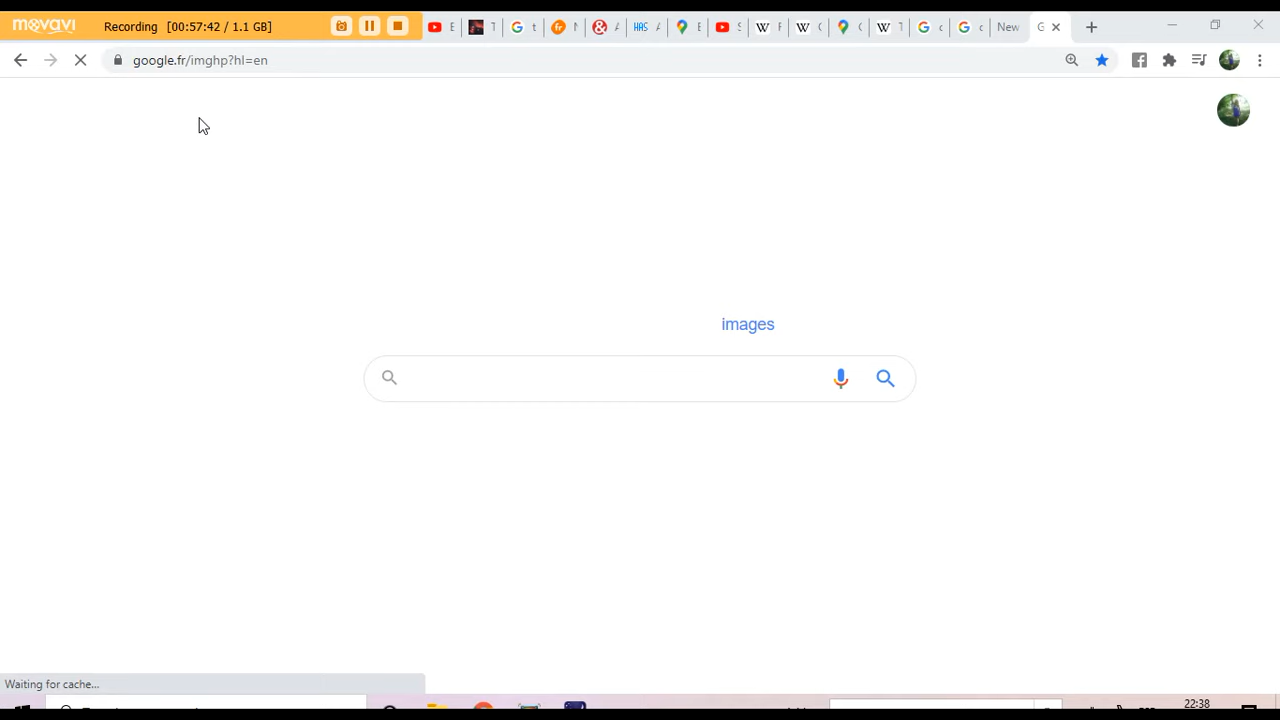 movavi Recording [00:57:42 / 1.1 GB]
New
google.fr/imghp?hl=en
images
Waiting for cache...
22:38